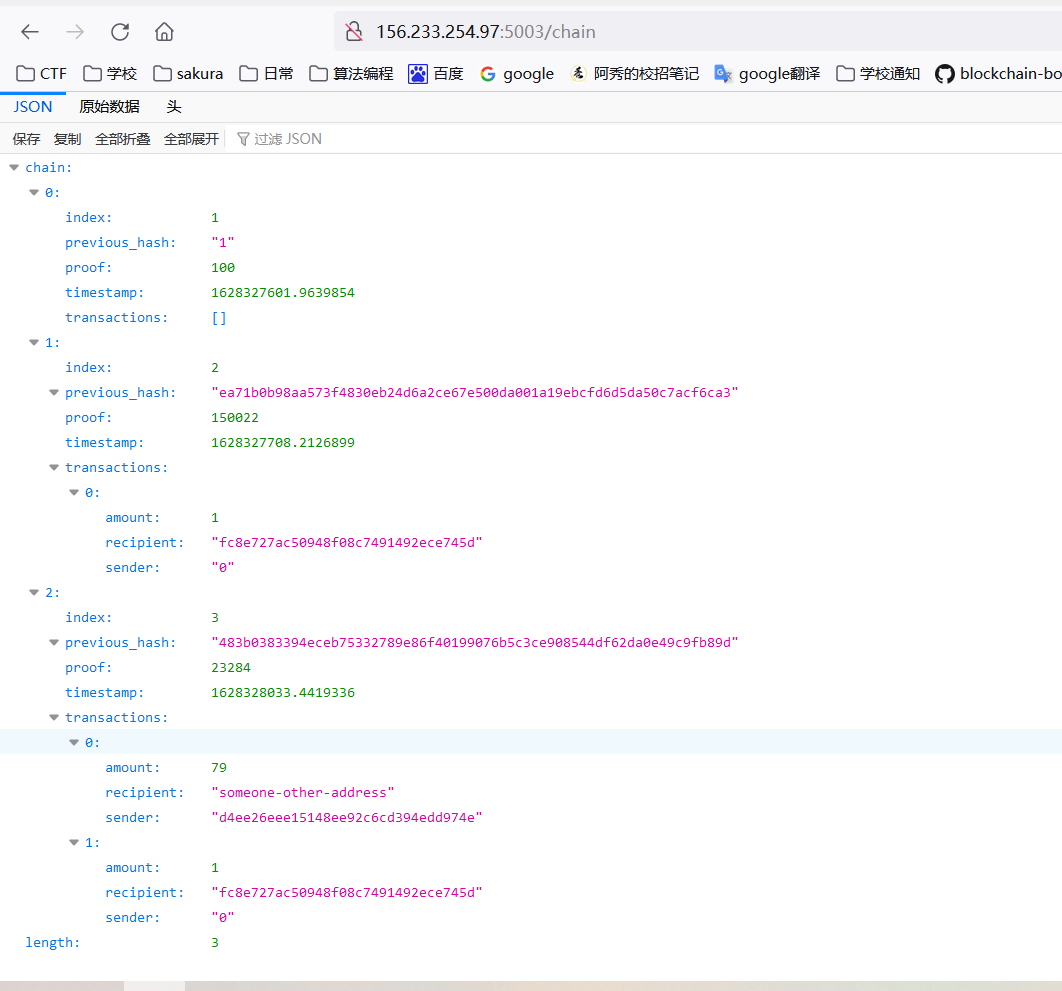 156.233.254.97:5003/chain
CTF 学校 sakura 日常 算法编程 百度 google 阿秀的校招笔记 google翻译 学校通知 blockchain-bo
JSON 原始数据 头
保存 复制 全部折叠 全部展开 过滤 JSON
chain:
0:
index: 1
previous_hash: "1"
proof: 100
timestamp: 1628327601.9639854
transactions: []
1:
index: 2
previous_hash: "ea71b0b98aa573f4830eb24d6a2ce67e500da001a19ebcfd6d5da50c7acf6ca3"
proof: 150022
timestamp: 1628327708.2126899
transactions:
0:
amount: 1
recipient: "fc8e727ac50948f08c7491492ece745d"
sender: "0"
2:
index: 3
previous_hash: "483b0383394eceb75332789e86f40199076b5c3ce908544df62da0e49c9fb89d"
proof: 23284
timestamp: 1628328033.4419336
transactions:
0:
amount: 79
recipient: "someone-other-address"
sender: "d4ee26eee15148ee92c6cd394edd974e"
1:
amount: 1
recipient: "fc8e727ac50948f08c7491492ece745d"
sender: "0"
length: 3